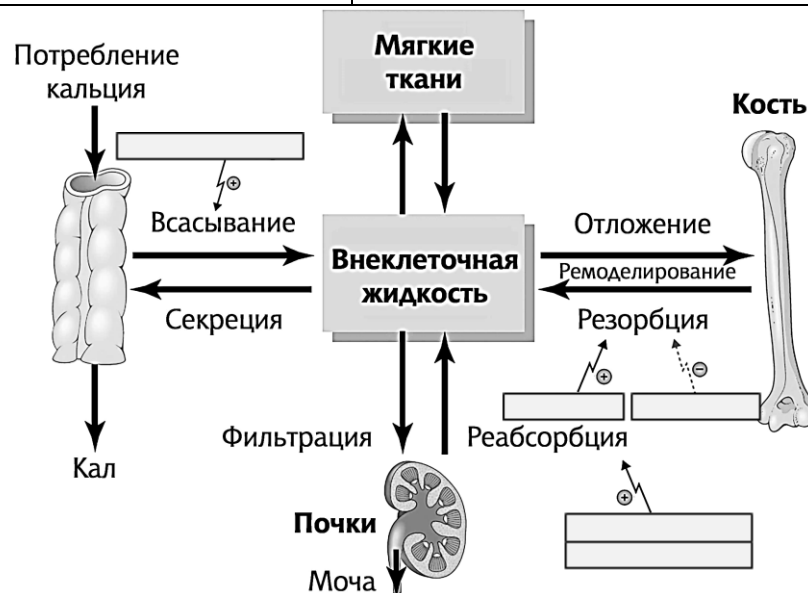 Потребление
кальция
Мягкие
ткани
Кость
+
Всасывание
Отложение
Внеклеточная
жидкость
Ремоделирование
Секреция
Резорбция
+
−
Фильтрация
Реабсорбция
Кал
+
Почки
Моча